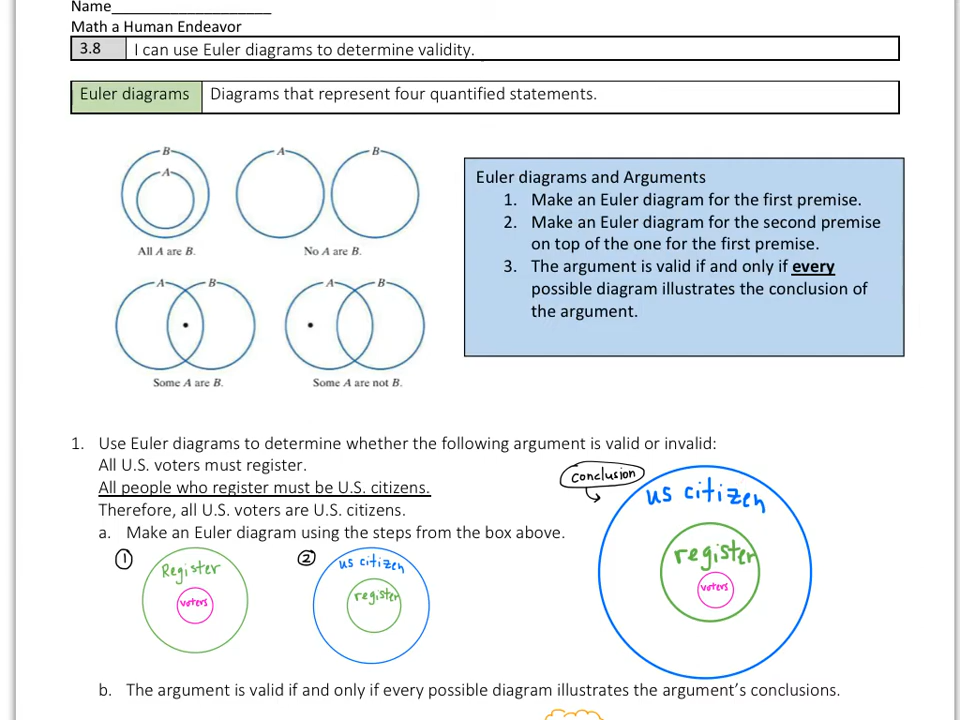 Name___________________
Math a Human Endeavor
3.8 I can use Euler diagrams to determine validity.
Euler diagrams Diagrams that represent four quantified statements.
B
A
A
B
All A are B.
No A are B.
A
B
A
B
Some A are B.
Some A are not B.
Euler diagrams and Arguments
1. Make an Euler diagram for the first premise.
2. Make an Euler diagram for the second premise
on top of the one for the first premise.
3. The argument is valid if and only if every
possible diagram illustrates the conclusion of
the argument.
1. Use Euler diagrams to determine whether the following argument is valid or invalid:
All U.S. voters must register.
All people who register must be U.S. citizens.
Therefore, all U.S. voters are U.S. citizens.
a. Make an Euler diagram using the steps from the box above.
1
Register
voters
2
us citizen
register
conclusion
us citizen
register
voters
b. The argument is valid if and only if every possible diagram illustrates the argument's conclusions.